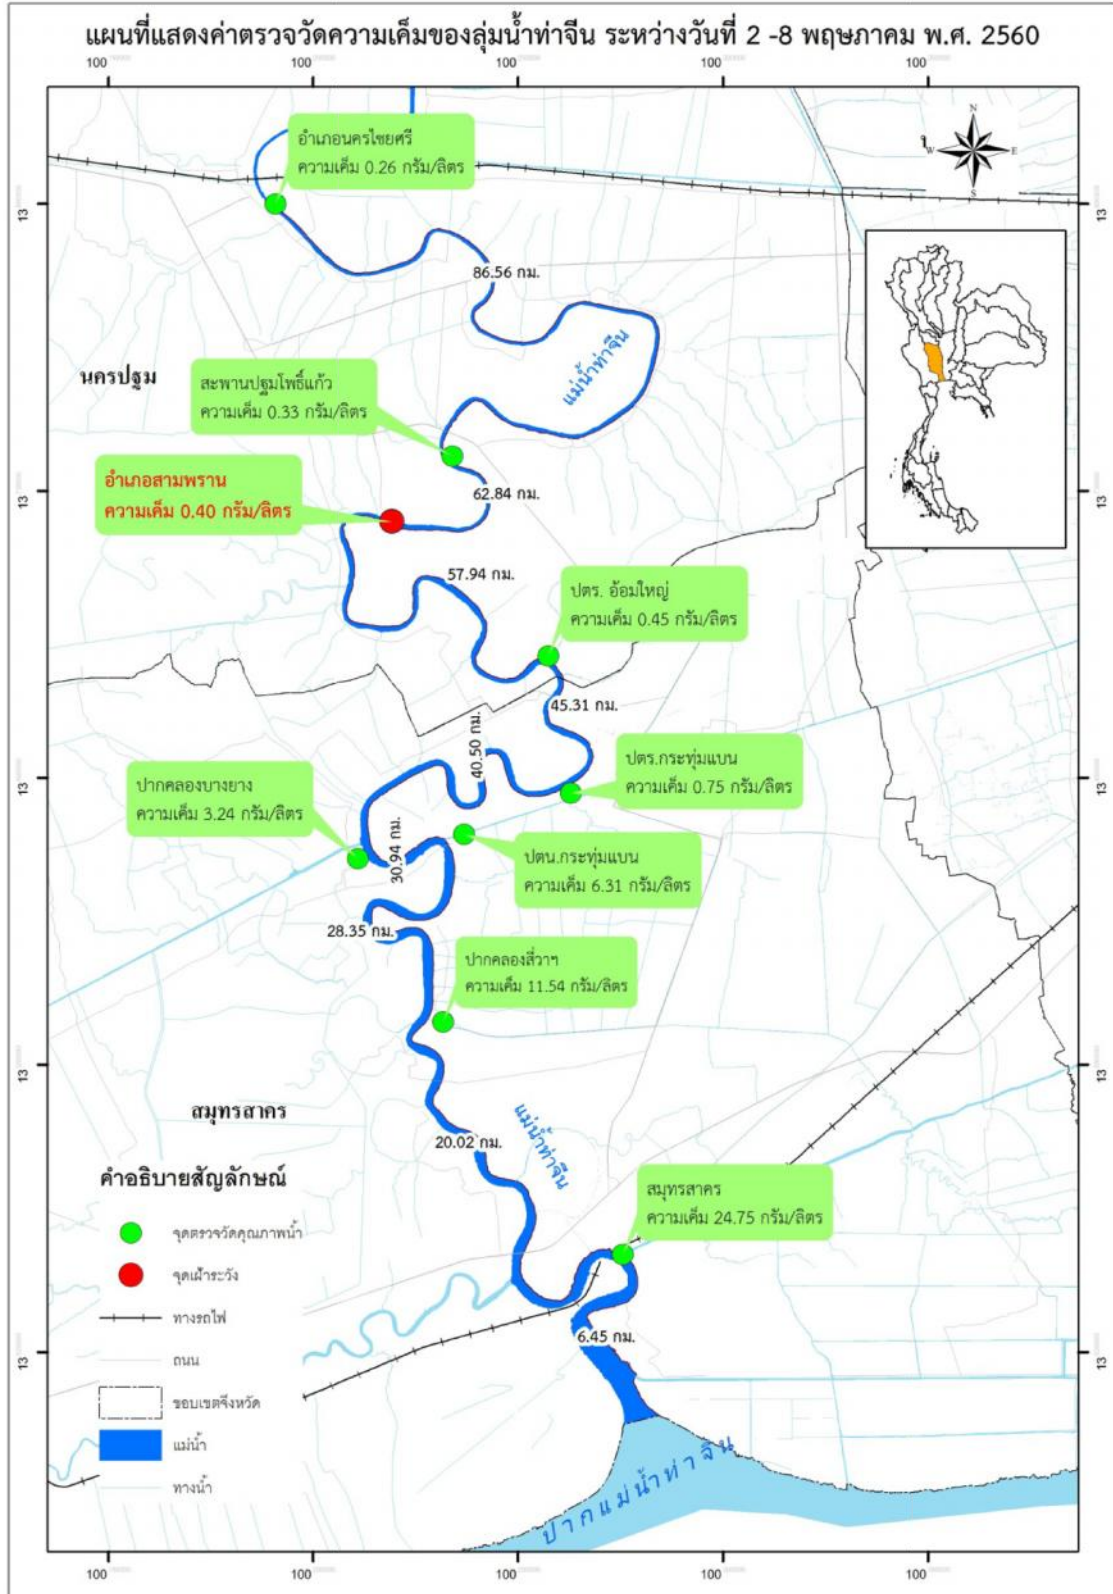 แผนที่แสดงค่าตรวจวัดความเค็มของลุ่มน้ำท่าจีน ระหว่างวันที่ 2 -8 พฤษภาคม พ.ศ. 2560
100
100
100
100
100
N
W
E
S
อำเภอนครไชยศรี
ความเค็ม 0.26 กรัม/ลิตร
13
13
86.56 กม.
แม่น้ำท่าจีน
นครปฐม
สะพานปฐมโพธิ์แก้ว
ความเค็ม 0.33 กรัม/ลิตร
อำเภอสามพราน
ความเค็ม 0.40 กรัม/ลิตร
62.84 กม.
13
13
57.94 กม.
ปตร. อ้อมใหญ่
ความเค็ม 0.45 กรัม/ลิตร
45.31 กม.
40.50 กม.
ปตร.กระทุ่มแบน
ความเค็ม 0.75 กรัม/ลิตร
13
13
ปากคลองบางยาง
ความเค็ม 3.24 กรัม/ลิตร
30.94 กม.
ปตน.กระทุ่มแบน
ความเค็ม 6.31 กรัม/ลิตร
28.35 กม.
ปากคลองสี่วาฯ
ความเค็ม 11.54 กรัม/ลิตร
13
13
สมุทรสาคร
แม่น้ำท่าจีน
20.02 กม.
สมุทรสาคร
ความเค็ม 24.75 กรัม/ลิตร
6.45 กม.
13
13
คำอธิบายสัญลักษณ์
จุดตรวจวัดคุณภาพน้ำ
จุดเฝ้าระวัง
ทางรถไฟ
ถนน
ขอบเขตจังหวัด
แม่น้ำ
ทางน้ำ
ปากแม่น้ำท่าจีน
100
100
100
100
100